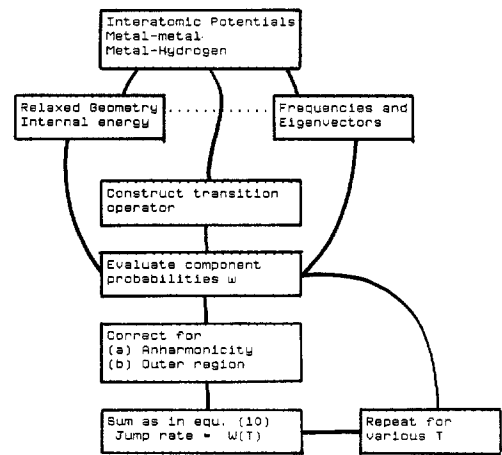 Interatomic Potentials
Metal-metal
Metal-Hydrogen
Relaxed Geometry
Internal energy
Frequencies and
Eigenvectors
Construct transition
operator
Evaluate component
probabilities ω
Correct for
(a) Anharmonicity
(b) Outer region
Sum as in equ. (10)
Jump rate = W(T)
Repeat for
various T